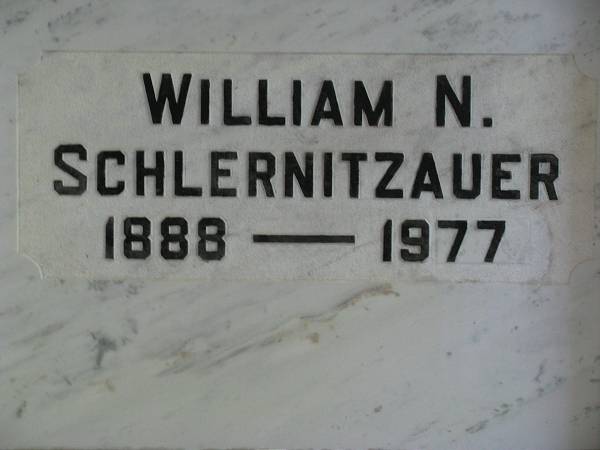 WILLIAM N.
SCHLERNITZAUER
1888 — 1977